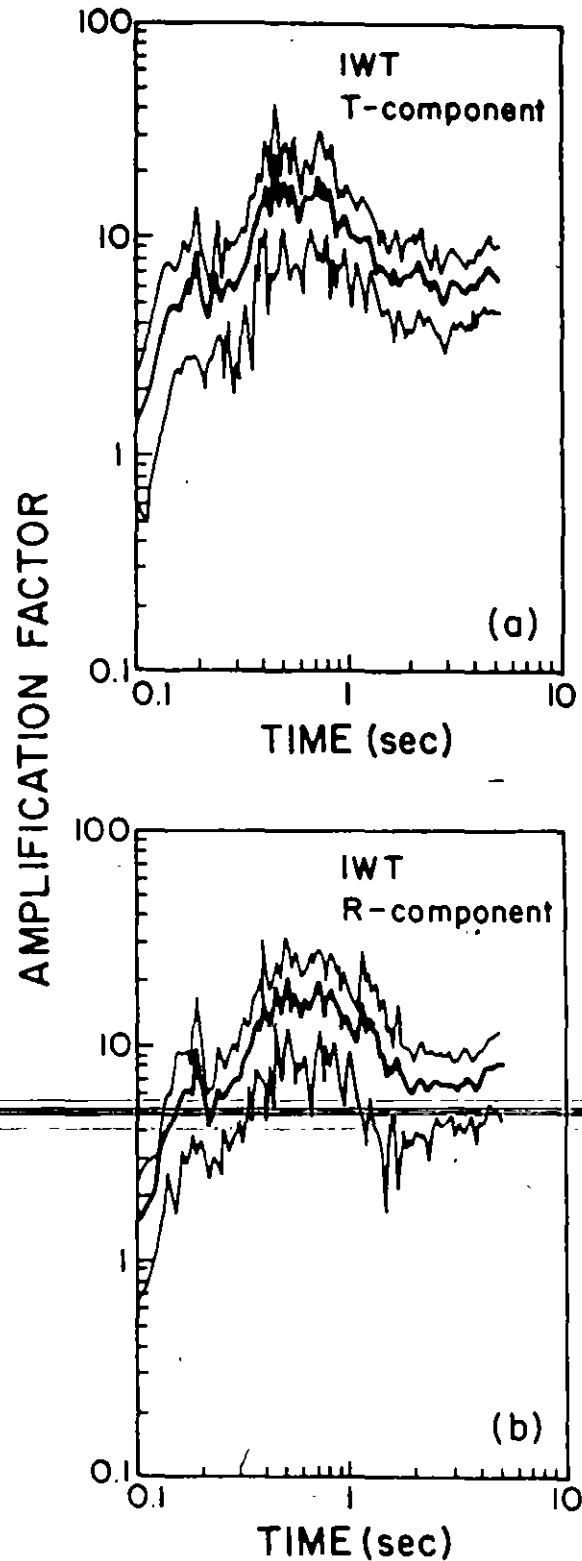 AMPLIFICATION FACTOR
100
IWT
T-component
10
1
(a)
0.1
0.1 1 10
TIME (sec)
100
IWT
R-component
10
1
(b)
0.1
0.1 1 10
TIME (sec)